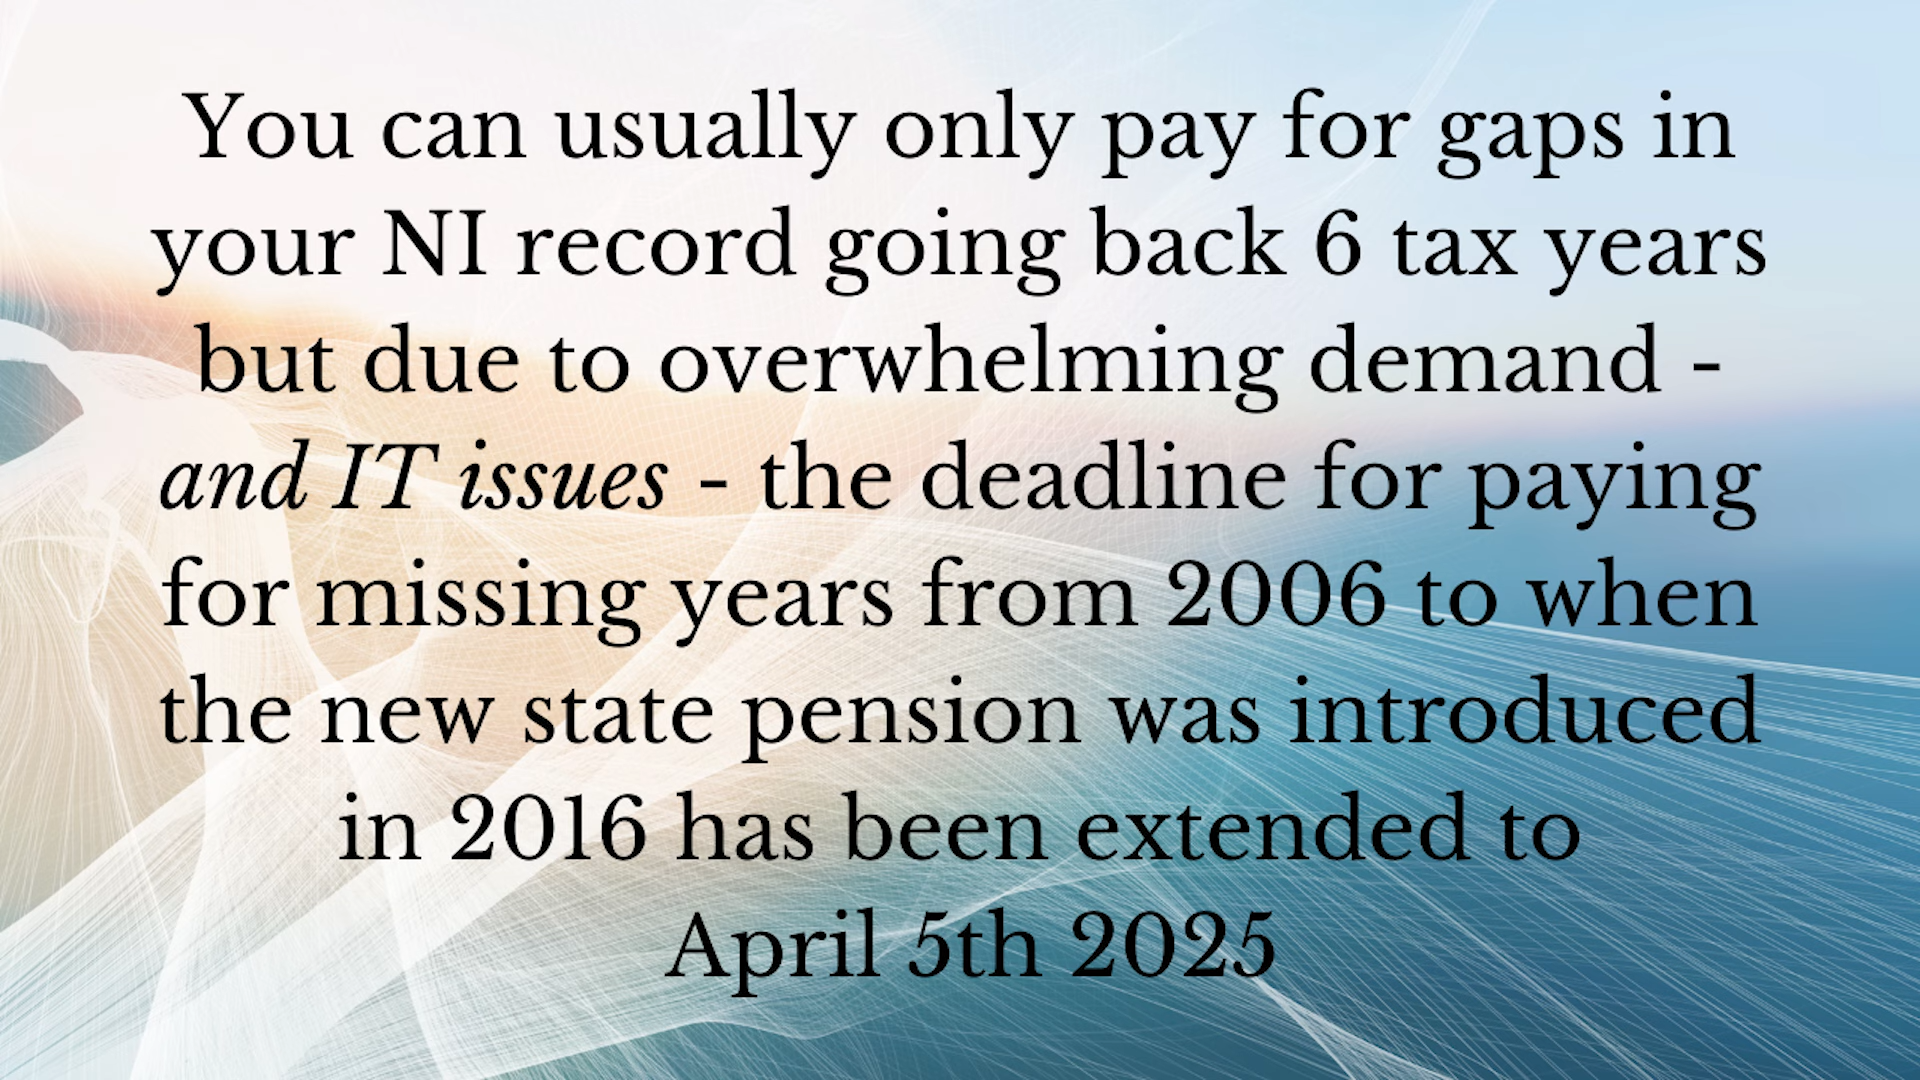 You can usually only pay for gaps in
your NI record going back 6 tax years
but due to overwhelming demand -
and IT issues - the deadline for paying
for missing years from 2006 to when
the new state pension was introduced
in 2016 has been extended to
April 5th 2025